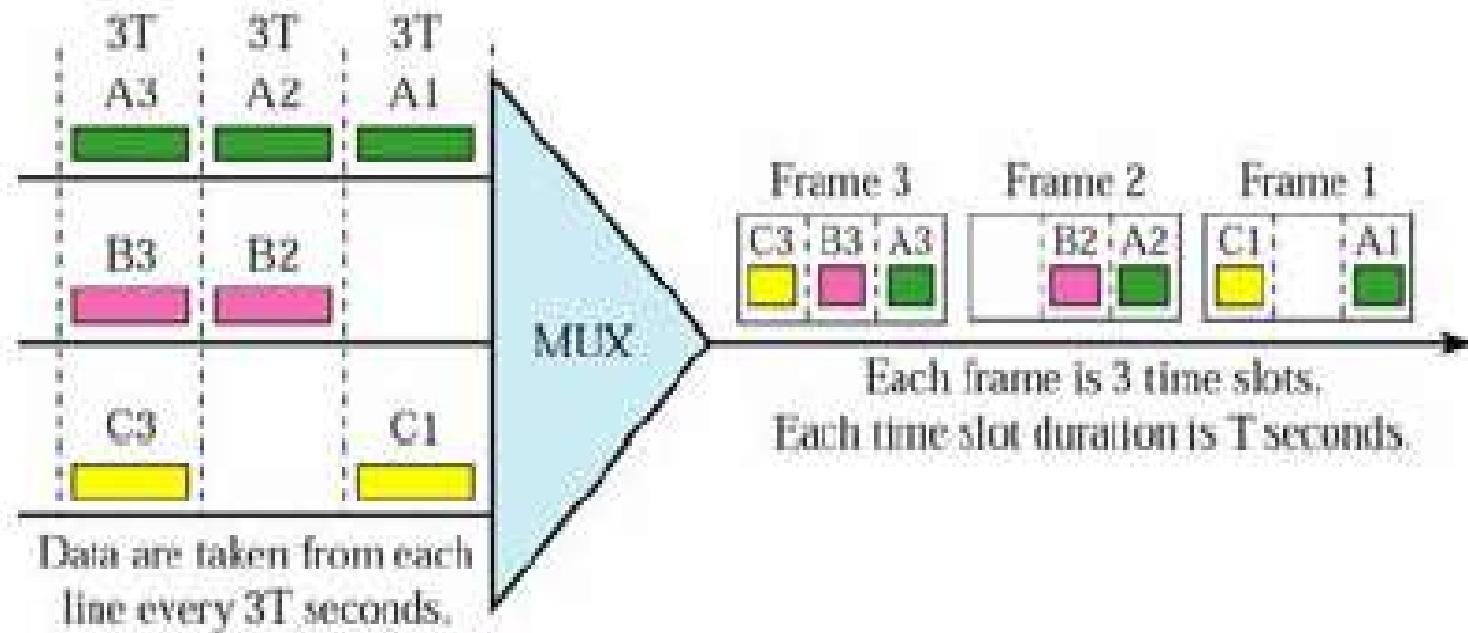 3T 3T 3T
A3 A2 A1
B3 B2
C3 C1
Data are taken from each
line every 3T seconds.
MUX
Frame 3 Frame 2 Frame 1
C3 B3 A3 B2 A2 C1 A1
Each frame is 3 time slots.
Each time slot duration is T seconds.